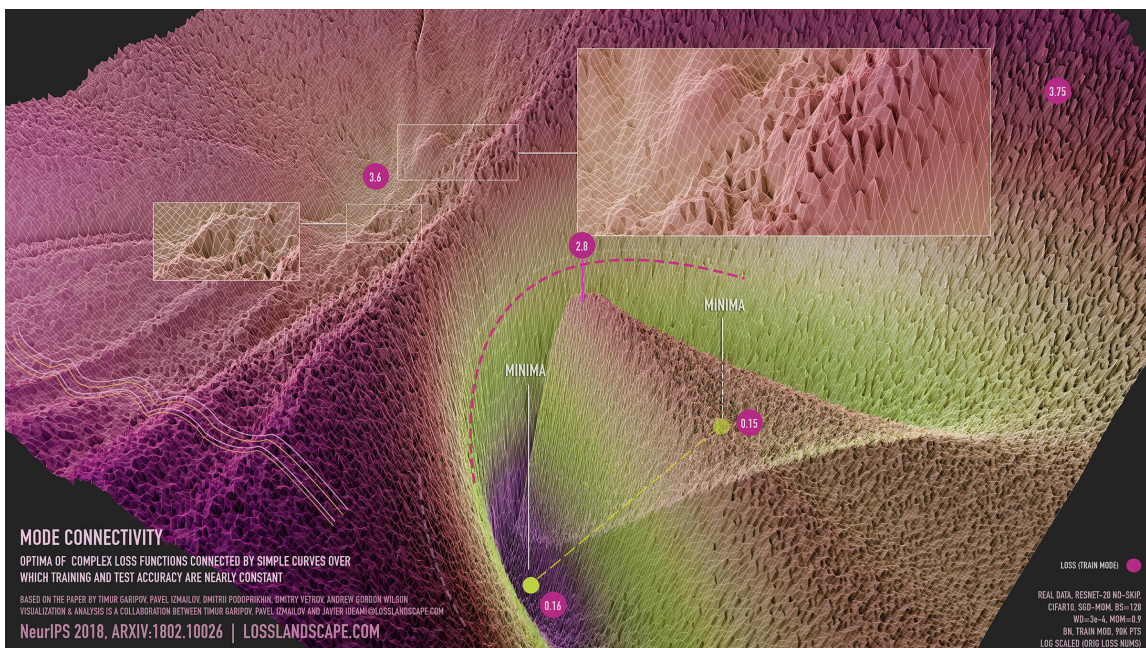 3.75
3.6
2.8
MINIMA
MINIMA
0.15
0.16
MODE CONNECTIVITY
OPTIMA OF COMPLEX LOSS FUNCTIONS CONNECTED BY SIMPLE CURVES OVER
WHICH TRAINING AND TEST ACCURACY ARE NEARLY CONSTANT
BASED ON THE PAPER BY TIMUR GARIPOV, PAVEL IZMAILOV, DMITRII PODOPRIKHIN, DMITRY VETROV, ANDREW GORDON WILSON
VISUALIZATION & ANALYSIS IS A COLLABORATION BETWEEN TIMUR GARIPOV, PAVEL IZMAILOV AND JAVIER IDEAMI@LOSSLANDSCAPE.COM
NeurIPS 2018, ARXIV:1802.10026 | LOSSLANDSCAPE.COM
LOSS (TRAIN MODE)
REAL DATA, RESNET-20 NO-SKIP,
CIFAR10, SGD-MOM, BS=128
WD=3e-4, MOM=0.9
BN, TRAIN MOD, 90K PTS
LOG SCALED (ORIG LOSS NUMS)